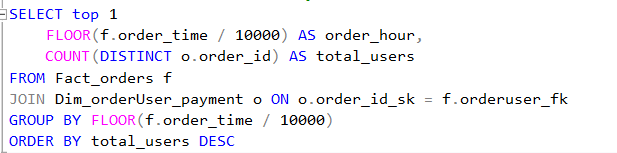 SELECT top 1
FLOOR(f.order_time / 10000) AS order_hour,
COUNT(DISTINCT o.order_id) AS total_users
FROM Fact_orders f
JOIN Dim_orderUser_payment o ON o.order_id_sk = f.orderuser_fk
GROUP BY FLOOR(f.order_time / 10000)
ORDER BY total_users DESC